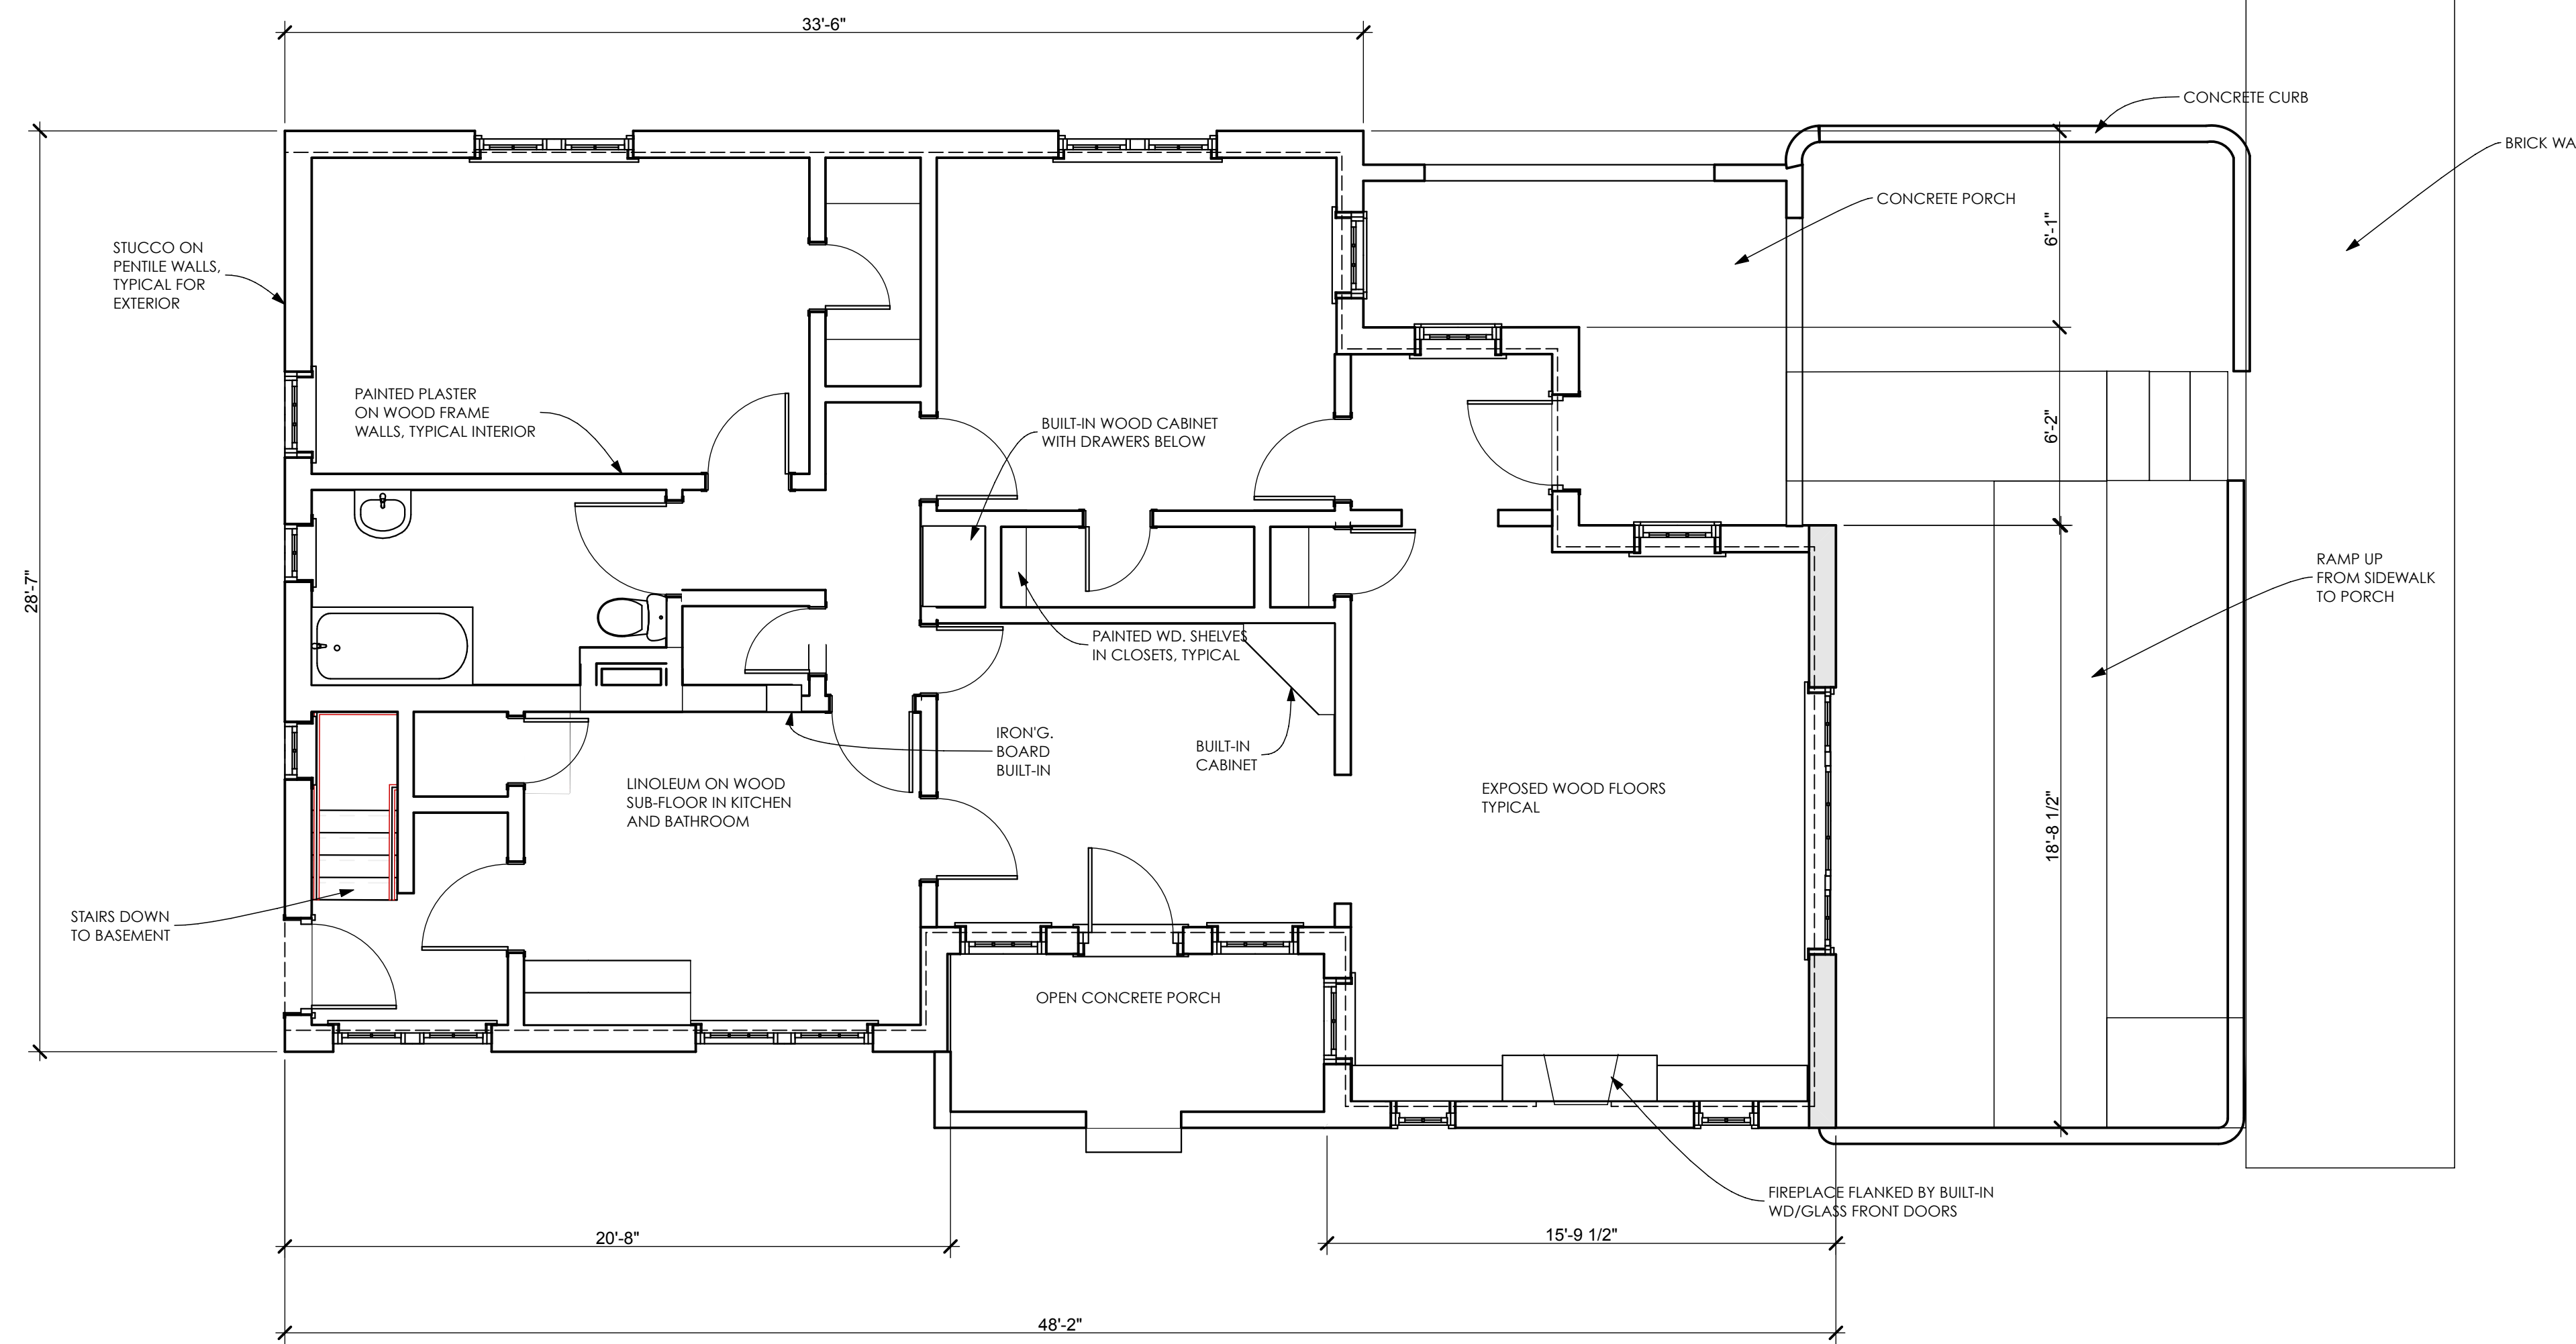 33'-6"
CONCRETE CURB
BRICK WA
CONCRETE PORCH
6'-1"
STUCCO ON
PENTILE WALLS,
TYPICAL FOR
EXTERIOR
PAINTED PLASTER
ON WOOD FRAME
WALLS, TYPICAL INTERIOR
BUILT-IN WOOD CABINET
WITH DRAWERS BELOW
6'-2"
28'-7"
RAMP UP
FROM SIDEWALK
TO PORCH
PAINTED WD. SHELVES
IN CLOSETS, TYPICAL
IRON'G.
BOARD
BUILT-IN
BUILT-IN
CABINET
LINOLEUM ON WOOD
SUB-FLOOR IN KITCHEN
AND BATHROOM
EXPOSED WOOD FLOORS
TYPICAL
18'-8 1/2"
STAIRS DOWN
TO BASEMENT
OPEN CONCRETE PORCH
FIREPLACE FLANKED BY BUILT-IN
WD/GLASS FRONT DOORS
20'-8"
15'-9 1/2"
48'-2"